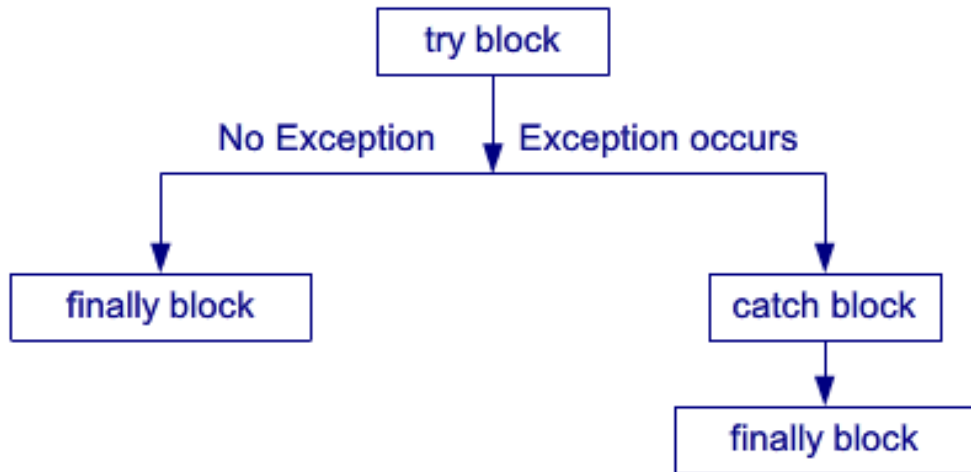 try block
No Exception
Exception occurs
finally block
catch block
finally block